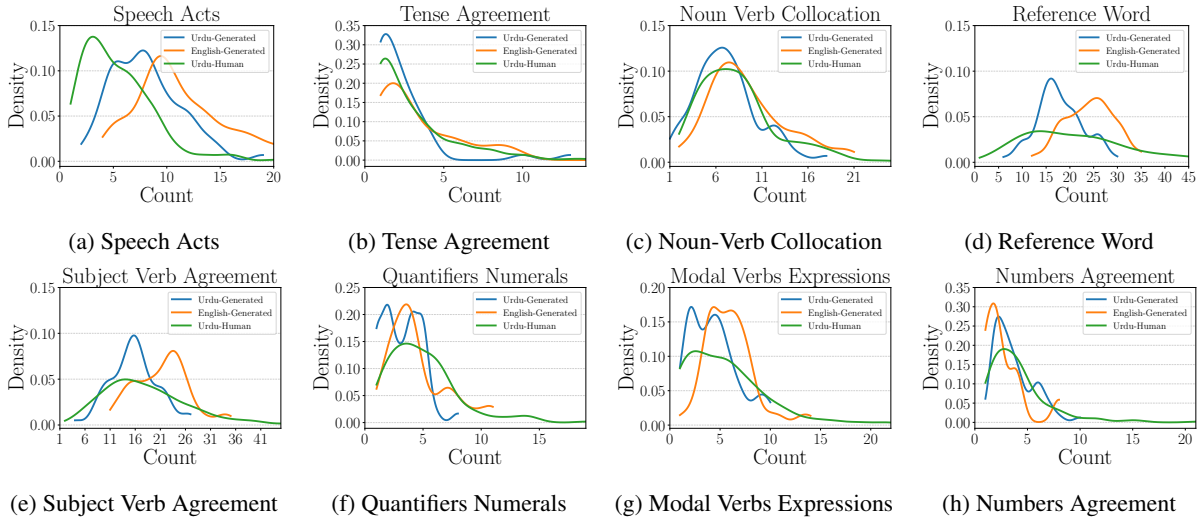 Speech Acts
0.15
0.10
0.05
0.00
Density
0 5 10 15 20
Count
Urdu-Generated
English-Generated
Urdu-Human
(a) Speech Acts
Tense Agreement
0.35
0.30
0.25
0.20
0.15
0.10
0.05
0.00
Density
0 5 10
Count
Urdu-Generated
English-Generated
Urdu-Human
(b) Tense Agreement
Noun Verb Collocation
0.15
0.10
0.05
0.00
Density
1 6 11 16 21
Count
Urdu-Generated
English-Generated
Urdu-Human
(c) Noun-Verb Collocation
Reference Word
0.15
0.10
0.05
0.00
Density
0 5 10 15 20 25 30 35 40 45
Count
Urdu-Generated
English-Generated
Urdu-Human
(d) Reference Word
Subject Verb Agreement
0.15
0.10
0.05
0.00
Density
1 6 11 16 21 26 31 36 41
Count
Urdu-Generated
English-Generated
Urdu-Human
(e) Subject Verb Agreement
Quantifiers Numerals
0.25
0.20
0.15
0.10
0.05
0.00
Density
0 5 10 15
Count
Urdu-Generated
English-Generated
Urdu-Human
(f) Quantifiers Numerals
Modal Verbs Expressions
0.20
0.15
0.10
0.05
0.00
Density
0 5 10 15 20
Count
Urdu-Generated
English-Generated
Urdu-Human
(g) Modal Verbs Expressions
Numbers Agreement
0.35
0.30
0.25
0.20
0.15
0.10
0.05
0.00
Density
0 5 10 15 20
Count
Urdu-Generated
English-Generated
Urdu-Human
(h) Numbers Agreement